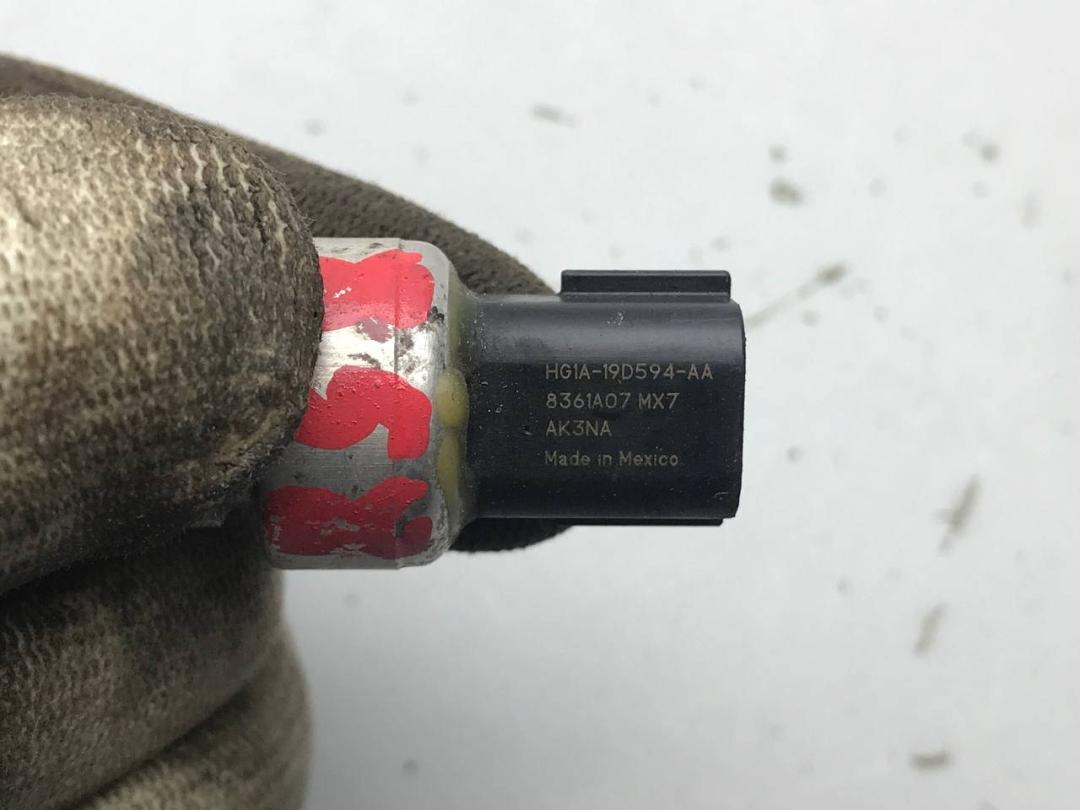 HG1A-19D594-AA
8361A07 MX7
AK3NA
Made in Mexico